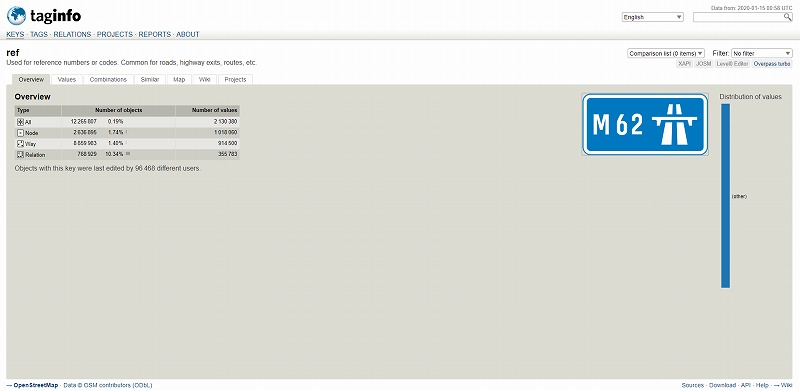 taginfo
Data from: 2020-01-15 00:58 UTC
English
KEYS · TAGS · RELATIONS · PROJECTS · REPORTS · ABOUT
ref
Used for reference numbers or codes. Common for roads, highway exits, routes, etc.
Comparison list (0 items) Filter: No filter
XAPI JOSM Level0 Editor Overpass turbo
Overview Values Combinations Similar Map Wiki Projects
Overview
Type Number of objects Number of values
All 12 265 807 0.19% 2 130 380
Node 2 636 895 1.74% 1 018 060
Way 8 859 983 1.40% 914 500
Relation 768 929 10.34% 355 783
Objects with this key were last edited by 96 468 different users.
M 62
Distribution of values
(other)
→ OpenStreetMap · Data © OSM contributors (ODbL)
Sources · Download · API · Help · → Wiki